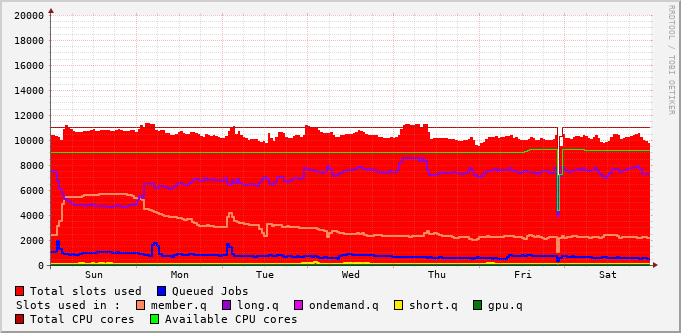 RRDTOOL / TOBI OETIKER
20000
18000
16000
14000
12000
10000
8000
6000
4000
2000
0
Sun Mon Tue Wed Thu Fri Sat
Total slots used Queued Jobs
Slots used in : member.q long.q ondemand.q short.q gpu.q
Total CPU cores Available CPU cores